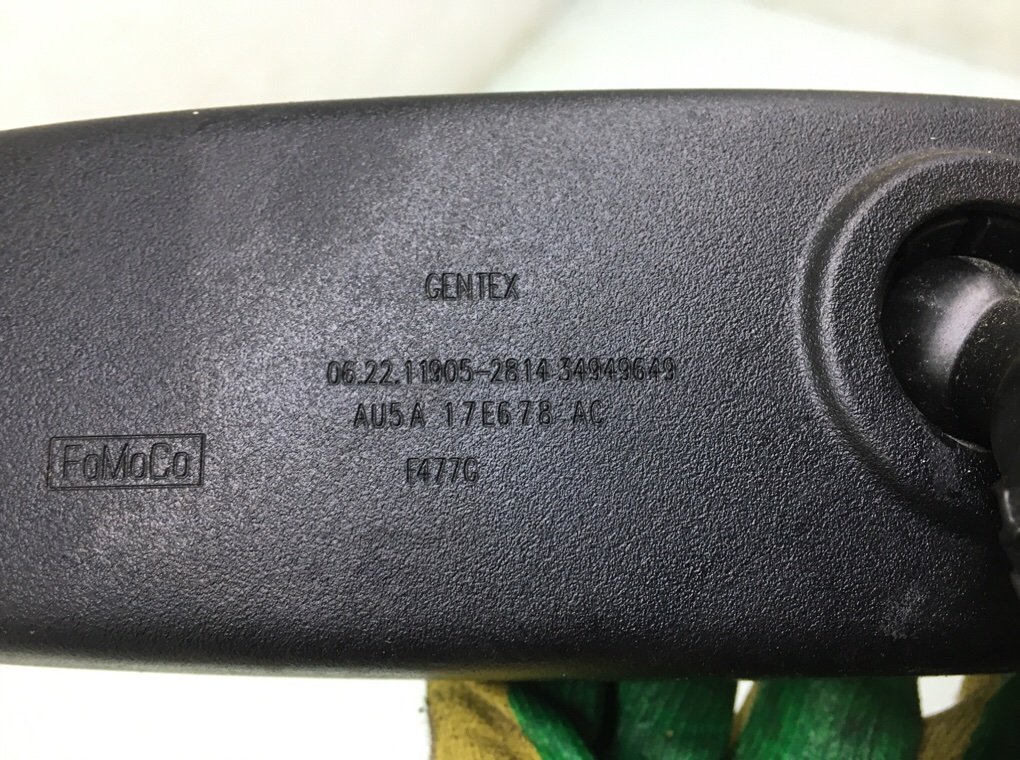 GENTEX
06.22.11905-2814 34949649
AU5A 17E678 AC
FoMoCo
F477G